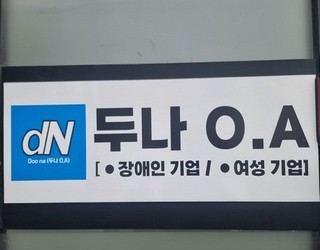 dN
Doo na (두나 O.A)
두나 O.A
[ ● 장애인 기업 / ● 여성 기업]